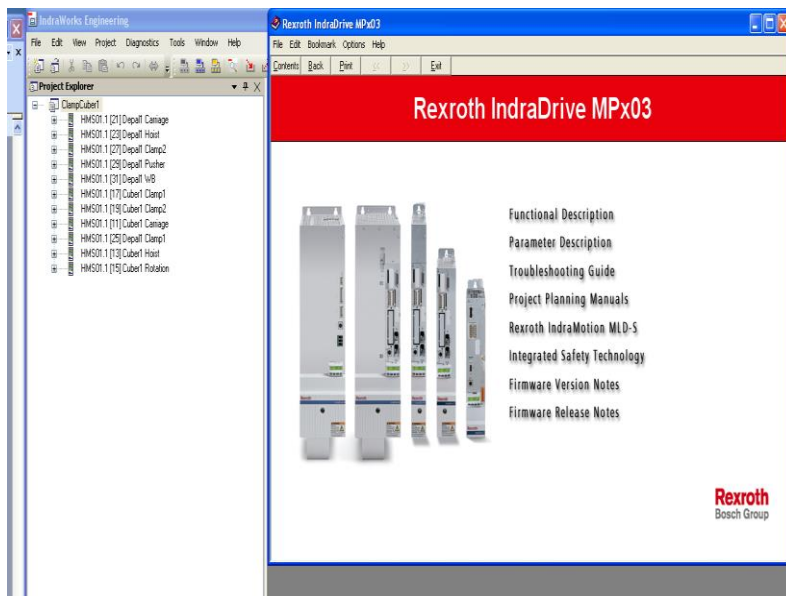 IndraWorks Engineering
File Edit View Project Diagnostics Tools Window Help
Project Explorer
ClampCuber1
HMS01.1 [21] Depal1 Carriage
HMS01.1 [23] Depal1 Hoist
HMS01.1 [27] Depal1 Clamp2
HMS01.1 [29] Depal1 Pusher
HMS01.1 [31] Depal1 WB
HMS01.1 [17] Cuber1 Clamp1
HMS01.1 [19] Cuber1 Clamp2
HMS01.1 [11] Cuber1 Carriage
HMS01.1 [25] Depal1 Clamp1
HMS01.1 [13] Cuber1 Hoist
HMS01.1 [15] Cuber1 Rotation
Rexroth IndraDrive MPx03
File Edit Bookmark Options Help
Contents Back Print << >> Exit
Rexroth IndraDrive MPx03
Functional Description
Parameter Description
Troubleshooting Guide
Project Planning Manuals
Rexroth IndraMotion MLD-S
Integrated Safety Technology
Firmware Version Notes
Firmware Release Notes
Rexroth
Bosch Group